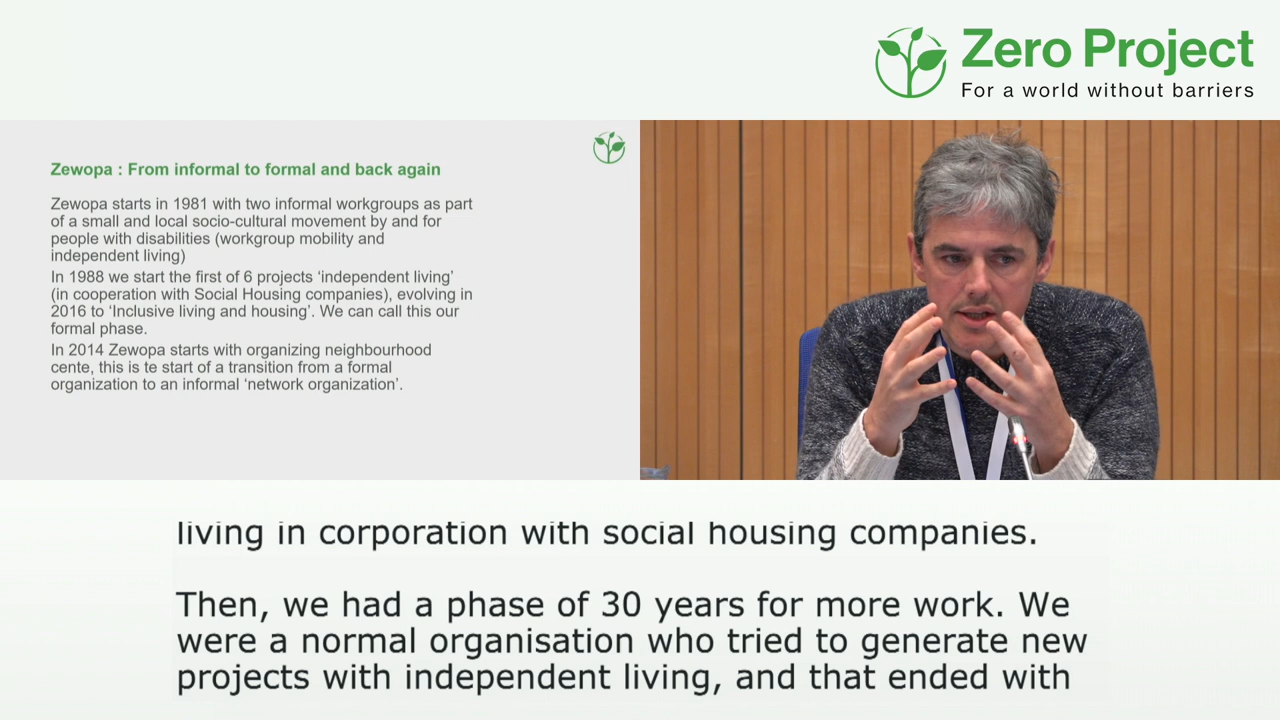 Zero Project
For a world without barriers
Zewopa : From informal to formal and back again
Zewopa starts in 1981 with two informal workgroups as part
of a small and local socio-cultural movement by and for
people with disabilities (workgroup mobility and
independent living)
In 1988 we start the first of 6 projects ‘independent living’
(in cooperation with Social Housing companies), evolving in
2016 to ‘Inclusive living and housing’. We can call this our
formal phase.
In 2014 Zewopa starts with organizing neighbourhood
cente, this is te start of a transition from a formal
organization to an informal ‘network organization’.
living in corporation with social housing companies.
Then, we had a phase of 30 years for more work. We
were a normal organisation who tried to generate new
projects with independent living, and that ended with